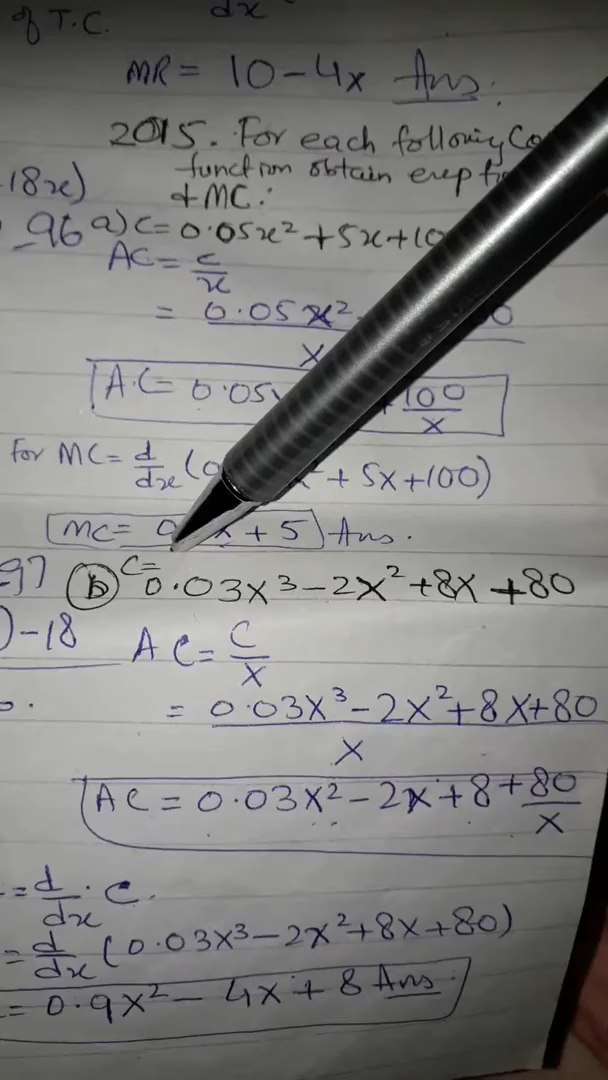 of T.C.
dx
MR = 10 - 4x Ans.
2015. For each following
function obtain
+ MC:
18x)
96 a) C = 0.05x² + 5x + 10
AC = C/x
= 0.05x²
x
A.C = 0.05 + 100/x
For MC = d/dx ( + 5x + 100)
MC = x + 5 Ans.
97 (b) C = 0.03x3 - 2x² + 8x + 80
) - 18 AC = C/x
= 0.03x³ - 2x² + 8x + 80
x
AC = 0.03x² - 2x + 8 + 80/x
= d/dx . C.
= d/dx (0.03x³ - 2x² + 8x + 80)
= 0.9x² - 4x + 8 Ans.